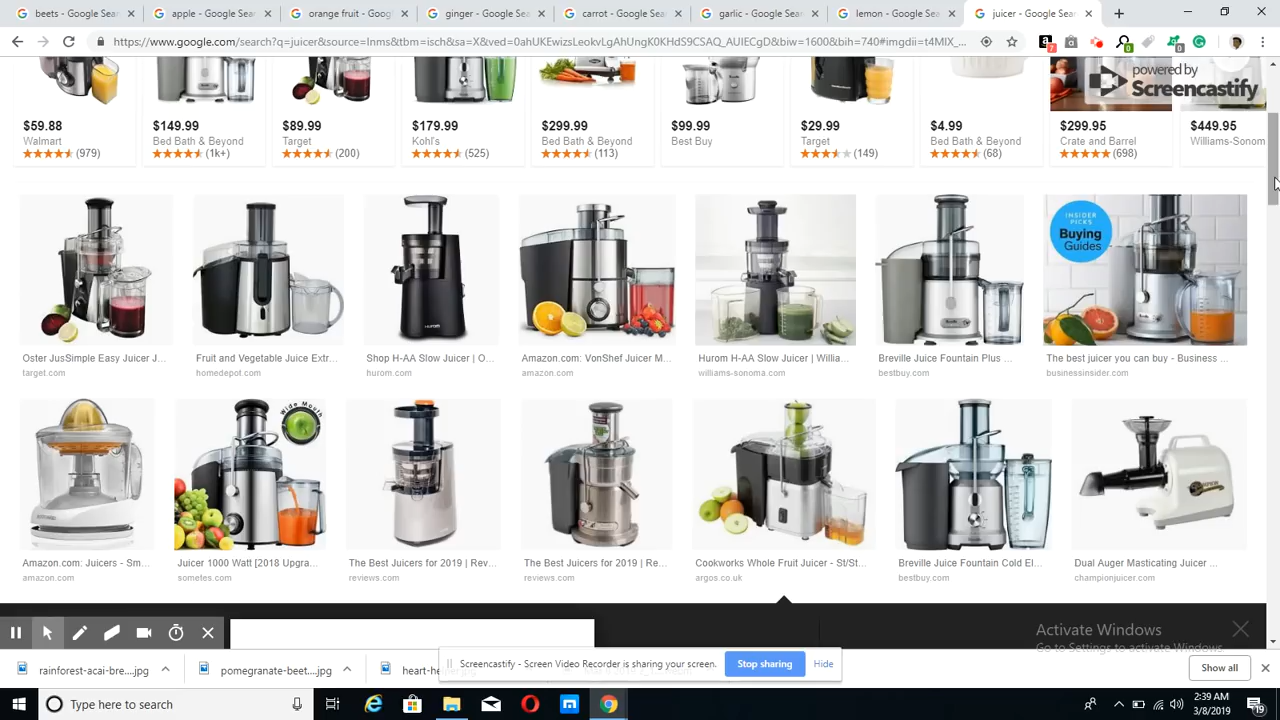 beets - Google Sear
apple - Google Sear
orange fruit - Goog
ginger - Google Sea
carrot - Google Sea
garlic - Google Sea
lemon - Google Sea
juicer - Google Sea
https://www.google.com/search?q=juicer&source=lnms&tbm=isch&sa=X&ved=0ahUKEwizsLeokvLgAhUngK0KHdS9CSAQ_AUIECgD&biw=1600&bih=740#imgdii=t4MIX_...
7
0
0
powered by
Screencastify
$59.88
Walmart
(979)
$149.99
Bed Bath & Beyond
(1k+)
$89.99
Target
(200)
$179.99
Kohl's
(525)
$299.99
Bed Bath & Beyond
(113)
$99.99
Best Buy
$29.99
Target
(149)
$4.99
Bed Bath & Beyond
(68)
$299.95
Crate and Barrel
(698)
$449.95
Williams-Sonom
INSIDER
PICKS
Buying
Guides
Oster JusSimple Easy Juicer J...
target.com
Fruit and Vegetable Juice Extr...
homedepot.com
Shop H-AA Slow Juicer | O...
hurom.com
Amazon.com: VonShef Juicer M...
amazon.com
Hurom H-AA Slow Juicer | Willia...
williams-sonoma.com
Breville Juice Fountain Plus ...
bestbuy.com
The best juicer you can buy - Business ...
businessinsider.com
Wide Mouth
Amazon.com: Juicers - Sm...
amazon.com
Juicer 1000 Watt [2018 Upgra...
sometes.com
The Best Juicers for 2019 | Rev...
reviews.com
The Best Juicers for 2019 | Re...
reviews.com
Cookworks Whole Fruit Juicer - St/St...
argos.co.uk
Breville Juice Fountain Cold El...
bestbuy.com
Dual Auger Masticating Juicer ...
championjuicer.com
Activate Windows
Go to Settings to activate Windows.
rainforest-acai-bre....jpg
pomegranate-beet....jpg
Screencastify - Screen Video Recorder is sharing your screen.
Stop sharing
Hide
Show all
Type here to search
2:39 AM
3/8/2019
19